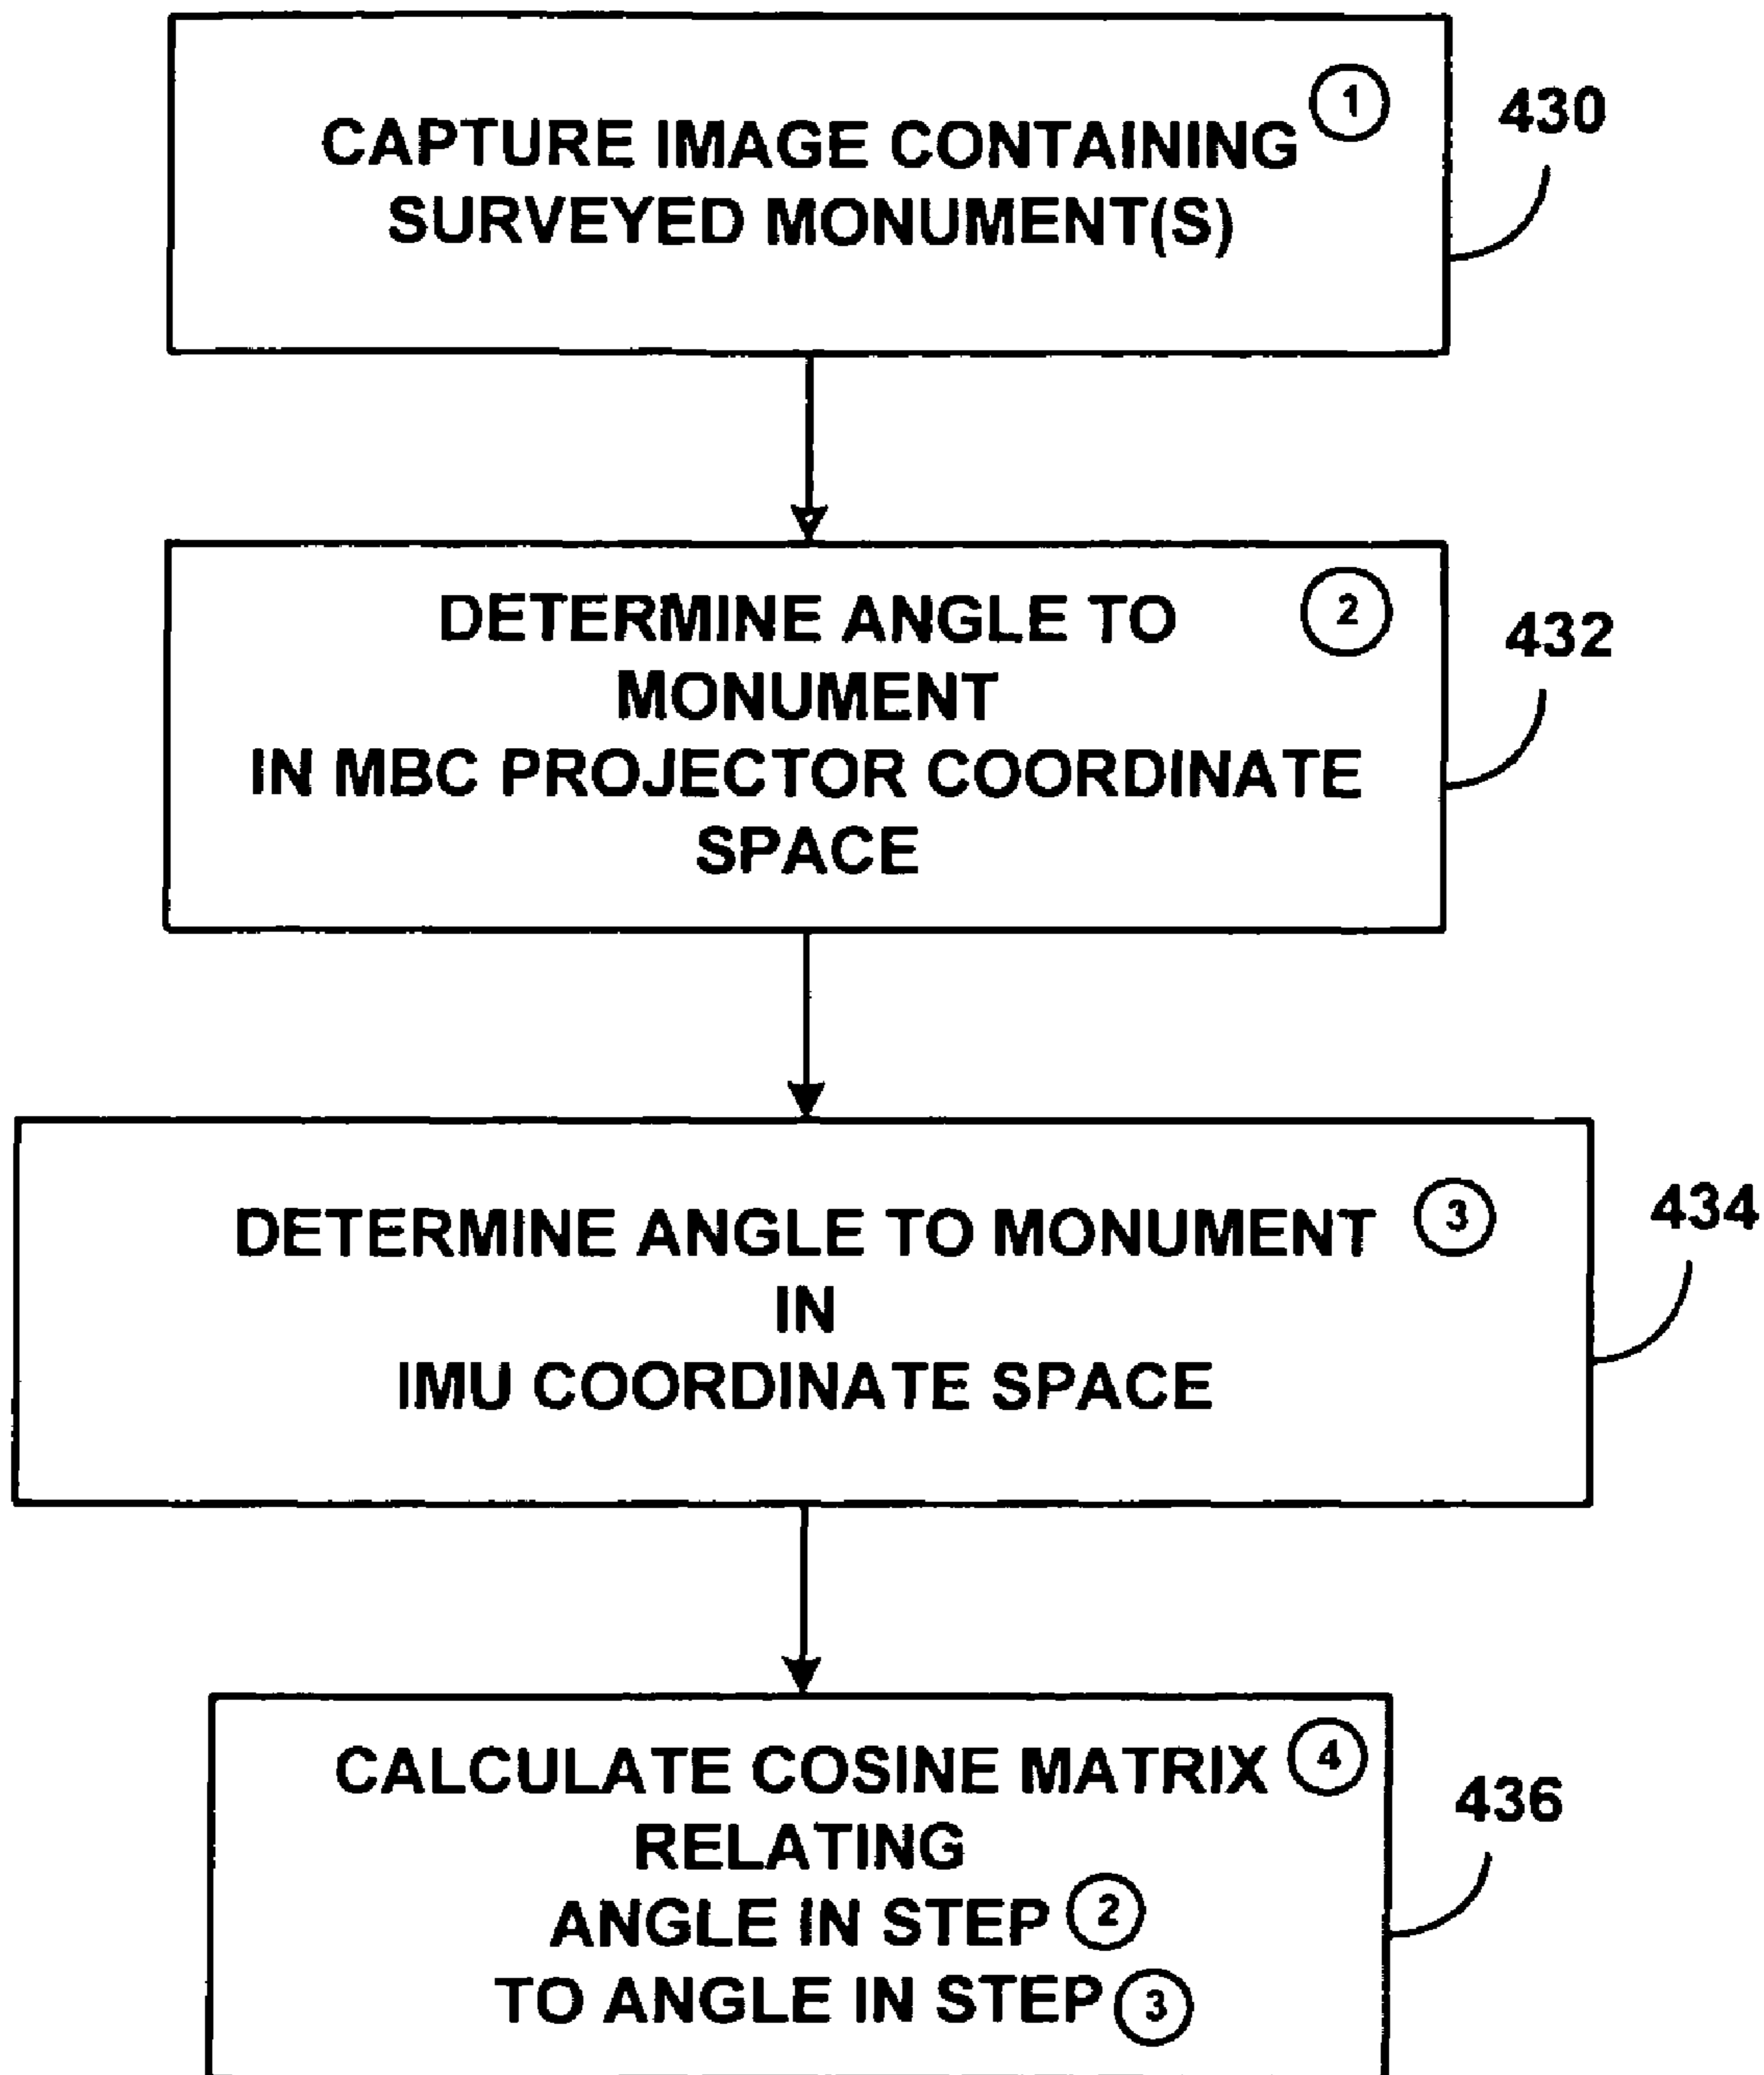 ①
CAPTURE IMAGE CONTAINING
SURVEYED MONUMENT(S)
430
DETERMINE ANGLE TO ②
MONUMENT
IN MBC PROJECTOR COORDINATE
SPACE
432
DETERMINE ANGLE TO MONUMENT ③
IN
IMU COORDINATE SPACE
434
CALCULATE COSINE MATRIX ④
RELATING
ANGLE IN STEP ②
TO ANGLE IN STEP ③
436